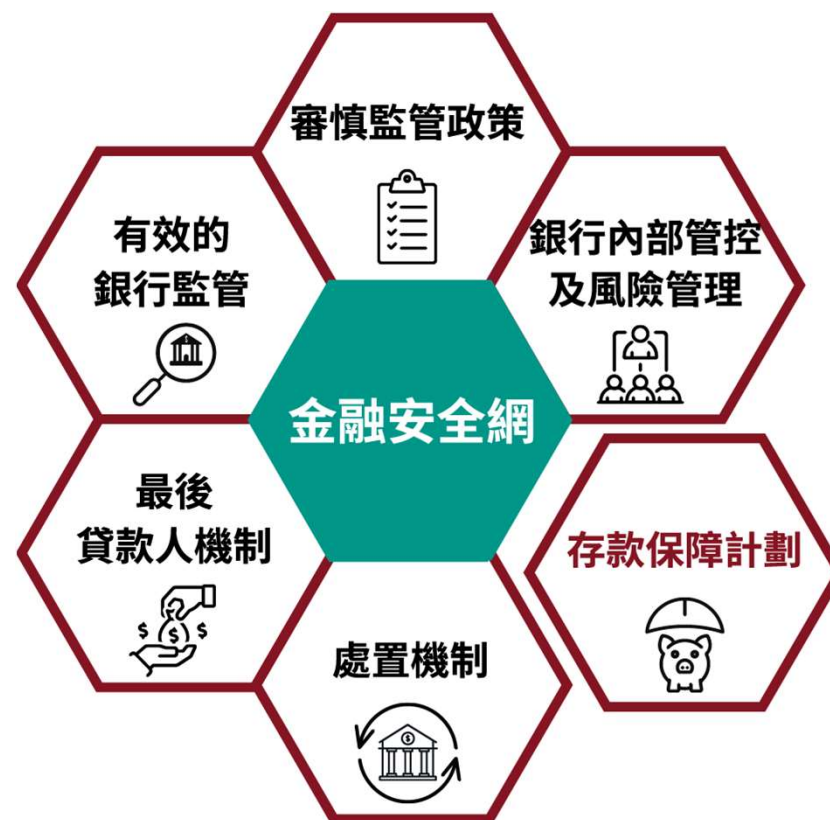 審慎監管政策
有效的
銀行監管
銀行內部管控
及風險管理
金融安全網
最後
貸款人機制
存款保障計劃
處置機制